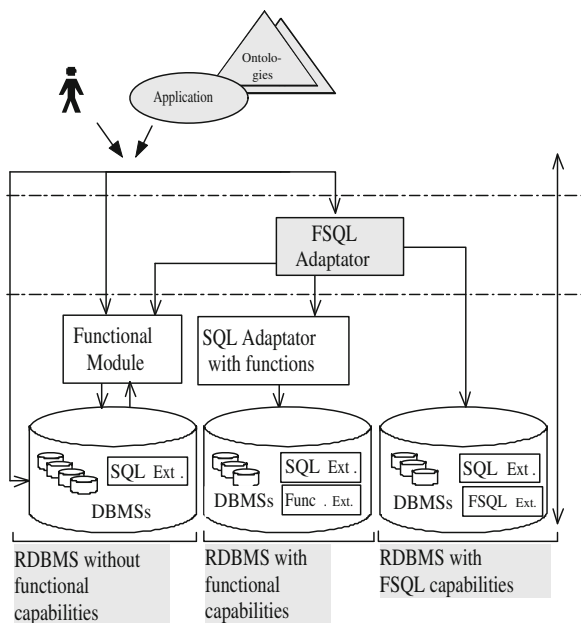 Ontolo-
gies
Application
FSQL
Adaptator
Functional
Module
SQL Adaptator
with functions
SQL Ext .
DBMSs
SQL Ext .
DBMSs
Func . Ext.
SQL Ext .
DBMSs
FSQL Ext.
RDBMS without
functional
capabilities
RDBMS with
functional
capabilities
RDBMS with
FSQL capabilities